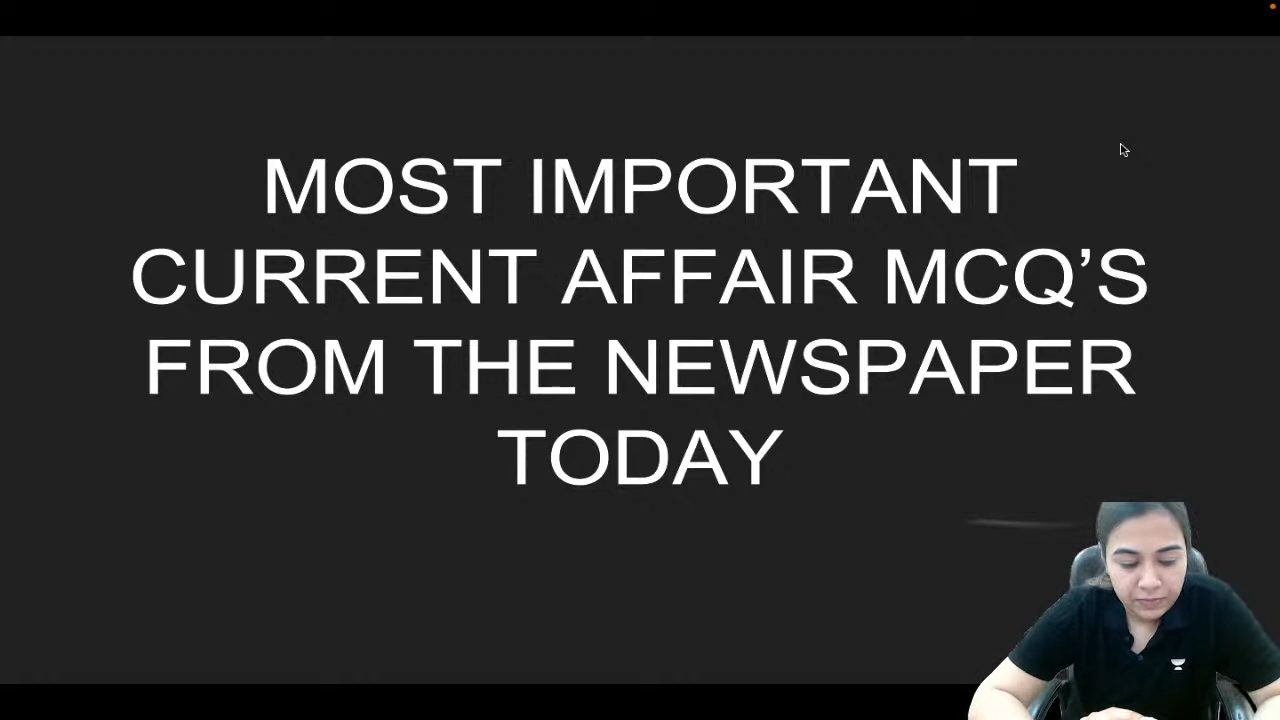 MOST IMPORTANT
CURRENT AFFAIR MCQ’S
FROM THE NEWSPAPER
TODAY